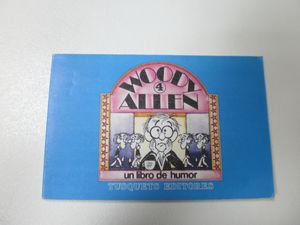 WOODY
4
ALLEN
un libro de humor
TUSQUETS EDITORES